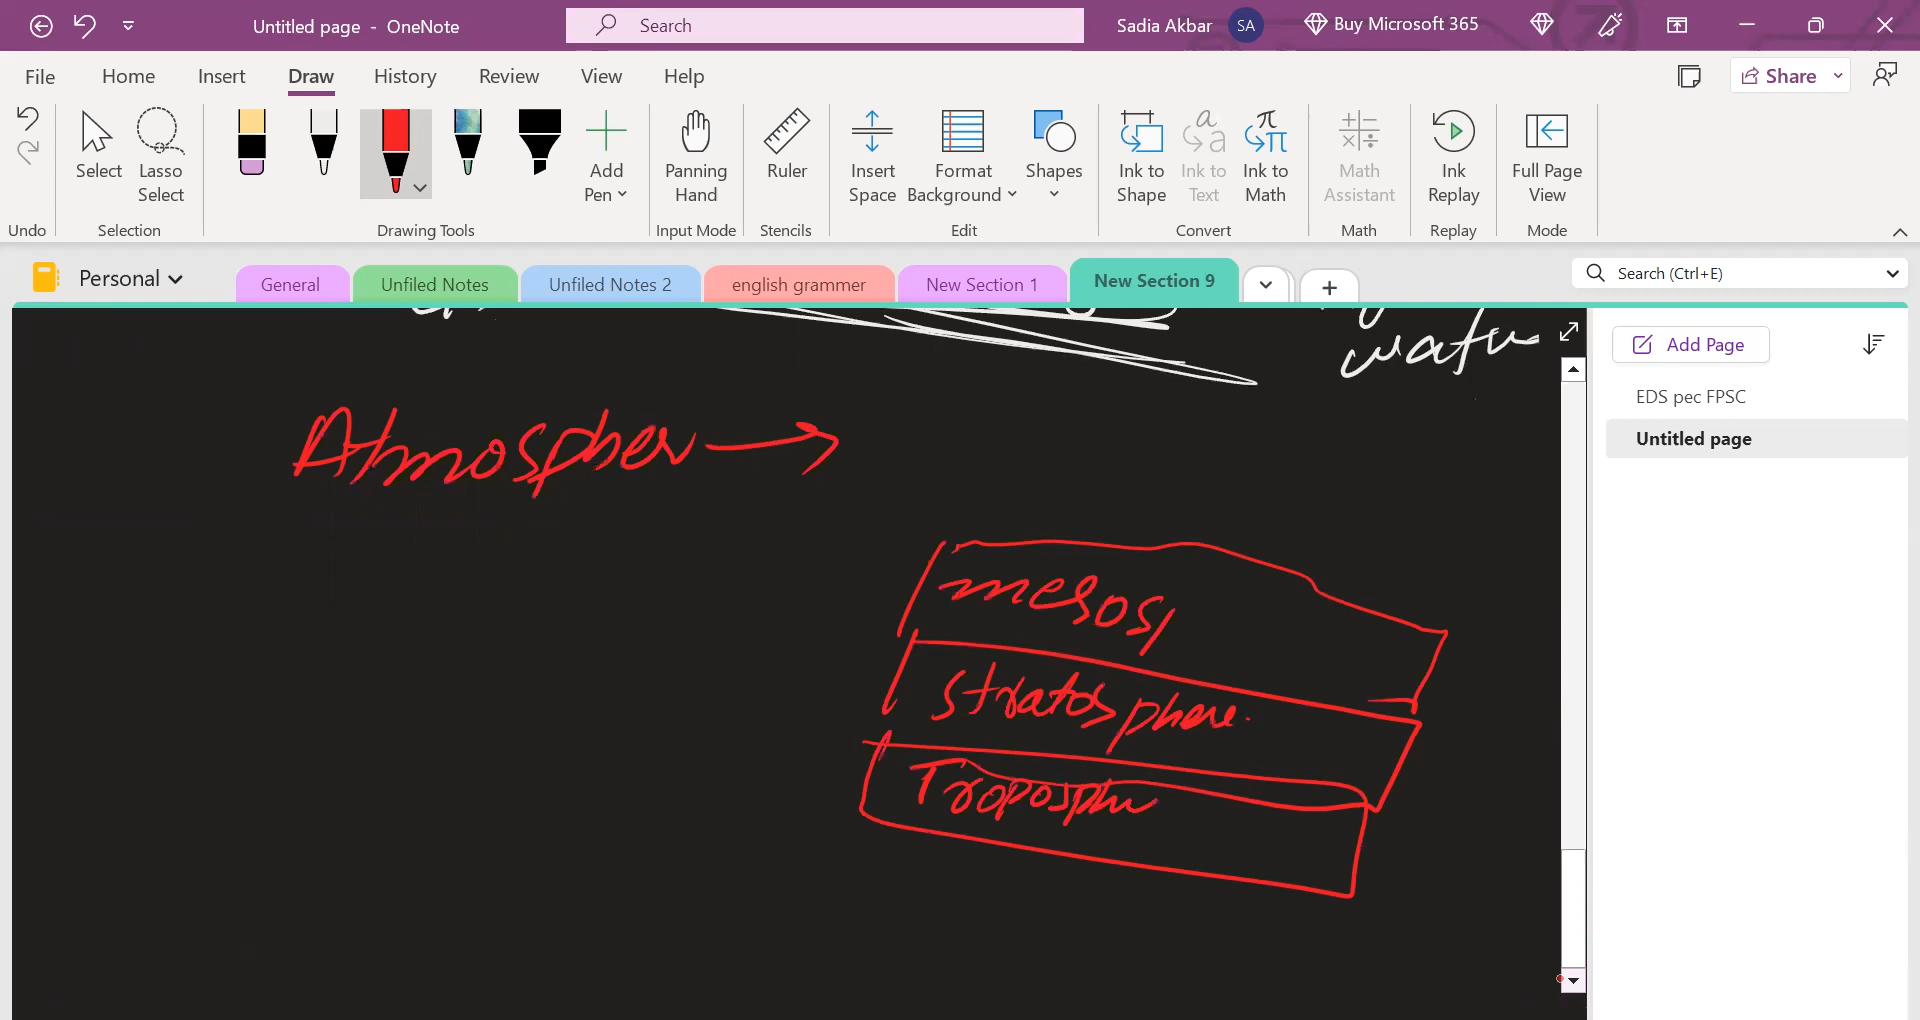 Untitled page - OneNote
Search
Sadia Akbar SA
Buy Microsoft 365
File Home Insert Draw History Review View Help
Share
Select
Lasso Select
Add Pen
Panning Hand
Ruler
Insert Space
Format Background
Shapes
Ink to Shape
Ink to Text
Ink to Math
Math Assistant
Ink Replay
Full Page View
Undo Selection Drawing Tools Input Mode Stencils Edit Convert Math Replay Mode
Personal
General Unfiled Notes Unfiled Notes 2 english grammer New Section 1 New Section 9
Search (Ctrl+E)
Add Page
EDS pec FPSC
Untitled page
Atmospher →
mesosp
stratosphere.
Troposphe